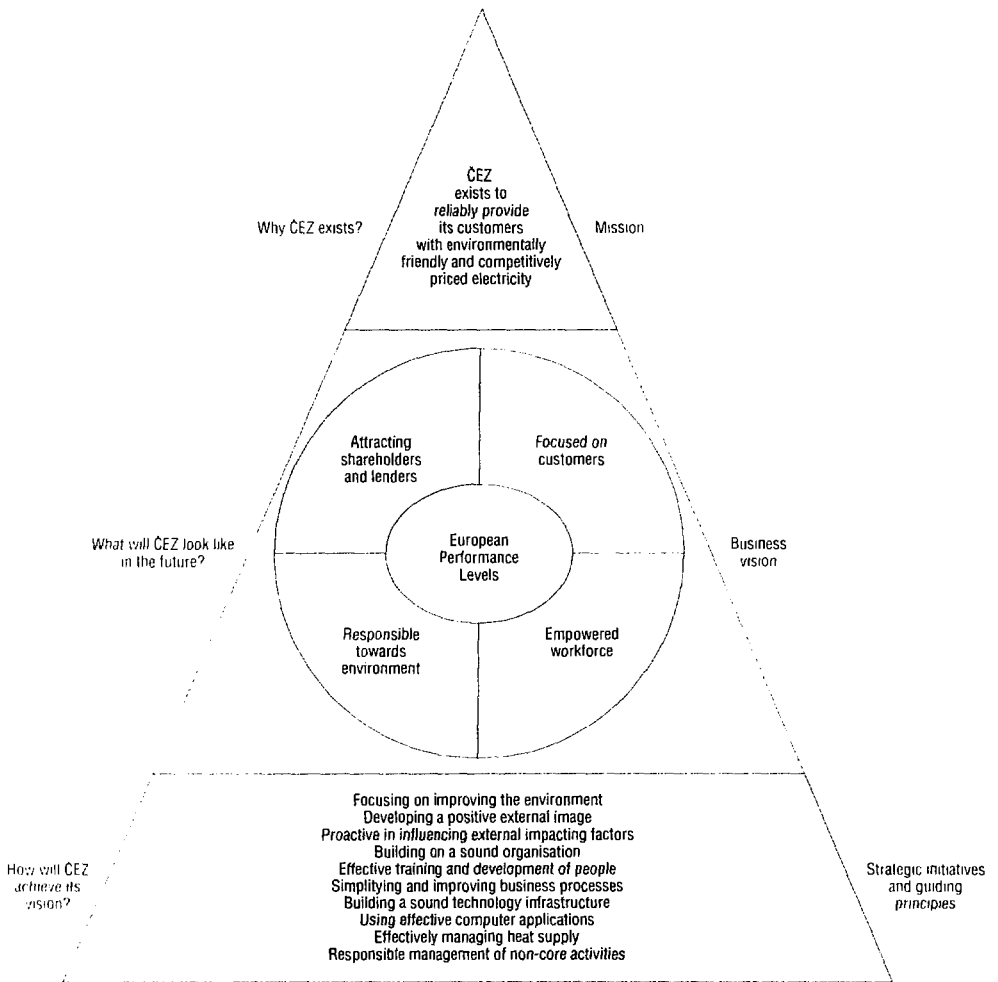 ČEZ
exists to
reliably provide
its customers
with environmentally
friendly and competitively
priced electricity
Why ČEZ exists?
Mission
Attracting
shareholders
and lenders
Focused on
customers
What will ČEZ look like
in the future?
European
Performance
Levels
Business
vision
Responsible
towards
environment
Empowered
workforce
Focusing on improving the environment
Developing a positive external image
Proactive in influencing external impacting factors
Building on a sound organisation
Effective training and development of people
Simplitying and improving business processes
Building a sound technology infrastructure
Using effective computer applications
Effectively managing heat supply
Responsible management of non-core activities
How will ČEZ
achieve its
vision?
Strategic initiatives
and guiding
principles